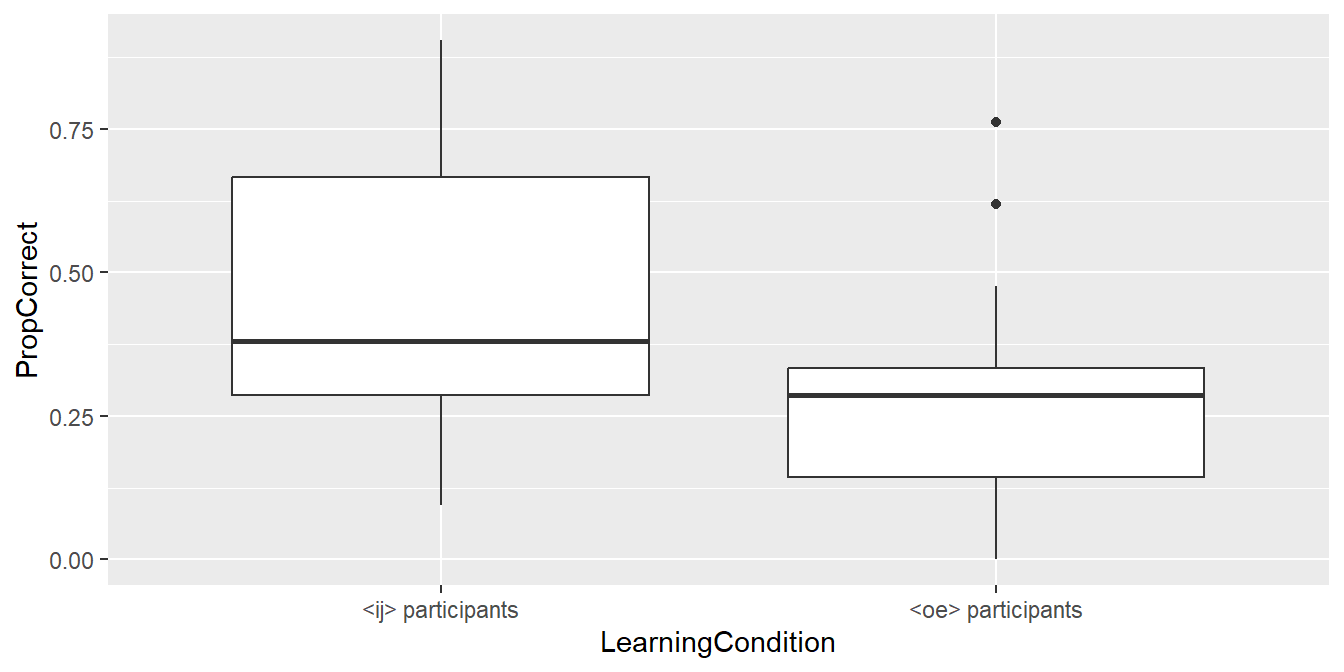 PropCorrect
0.75
0.50
0.25
0.00
<ij> participants
<oe> participants
LearningCondition